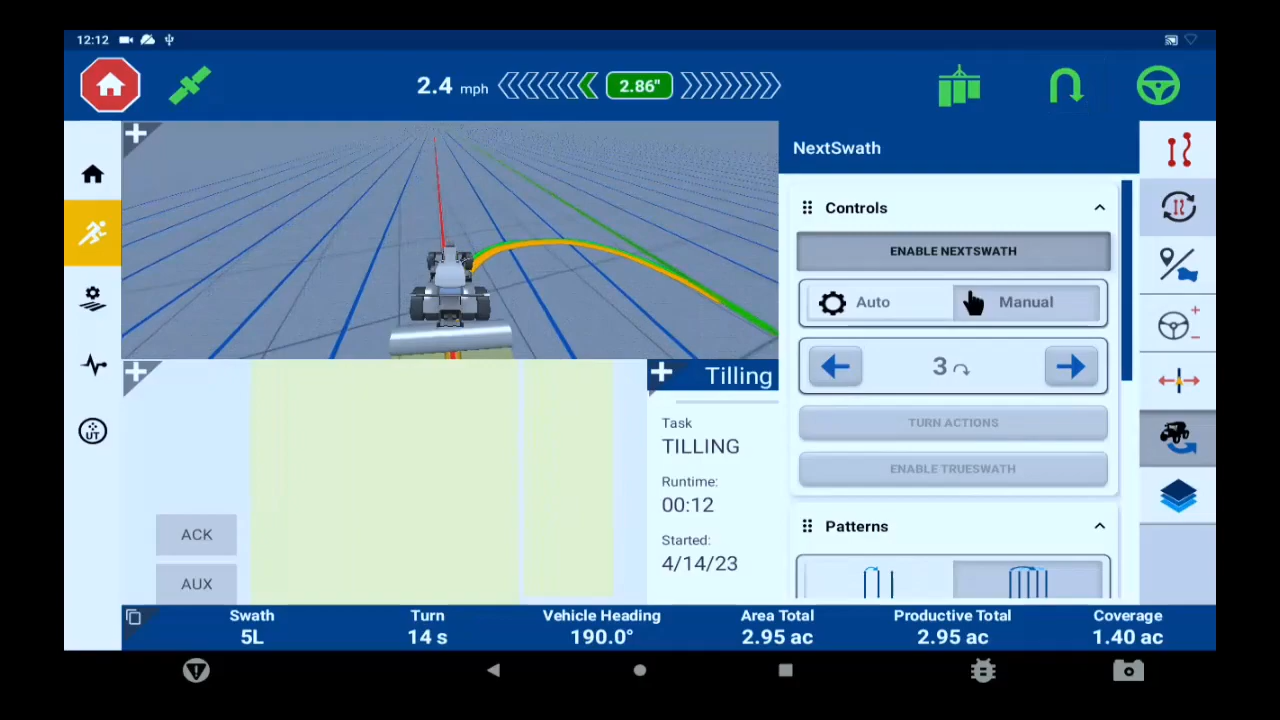 12:12
2.4 mph
2.86"
NextSwath
Controls
ENABLE NEXTSWATH
Auto
Manual
3
TURN ACTIONS
ENABLE TRUESWATH
Patterns
Tilling
Task
TILLING
Runtime:
00:12
Started:
4/14/23
ACK
AUX
UT
Swath
5L
Turn
14 s
Vehicle Heading
190.0°
Area Total
2.95 ac
Productive Total
2.95 ac
Coverage
1.40 ac